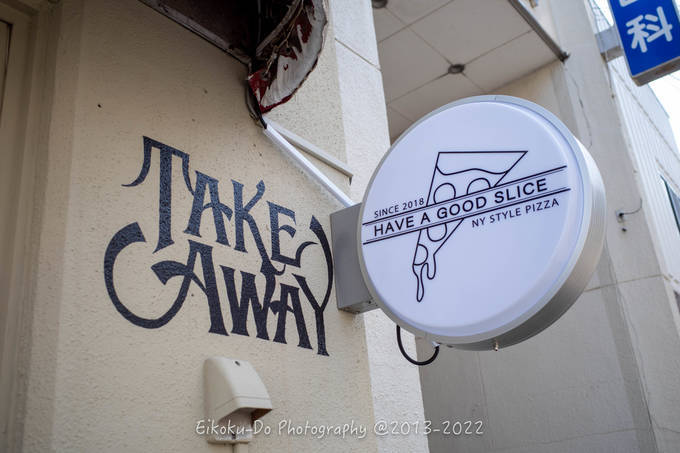 TAKE
AWAY
SINCE 2018
HAVE A GOOD SLICE
NY STYLE PIZZA
科
Eikoku-Do Photography @2013-2022